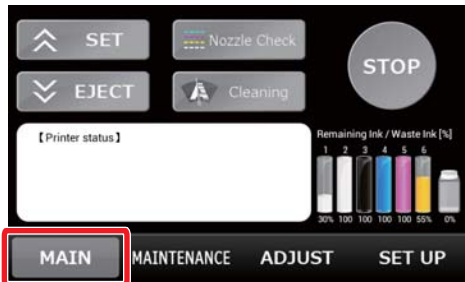 SET
Nozzle Check
STOP
EJECT
Cleaning
【Printer status】
Remaining Ink / Waste Ink [%]
1 2 3 4 5 6
30% 100 100 100 100 55% 0%
MAIN MAINTENANCE ADJUST SET UP